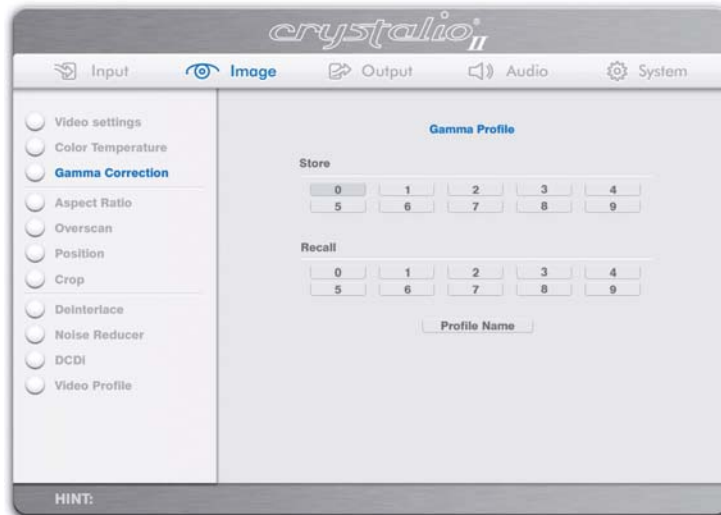 crystalio II
Input Image Output Audio System
Video settings
Color Temperature
Gamma Correction
Aspect Ratio
Overscan
Position
Crop
Deinterlace
Noise Reducer
DCDi
Video Profile
Gamma Profile
Store
0 1 2 3 4
5 6 7 8 9
Recall
0 1 2 3 4
5 6 7 8 9
Profile Name
HINT: